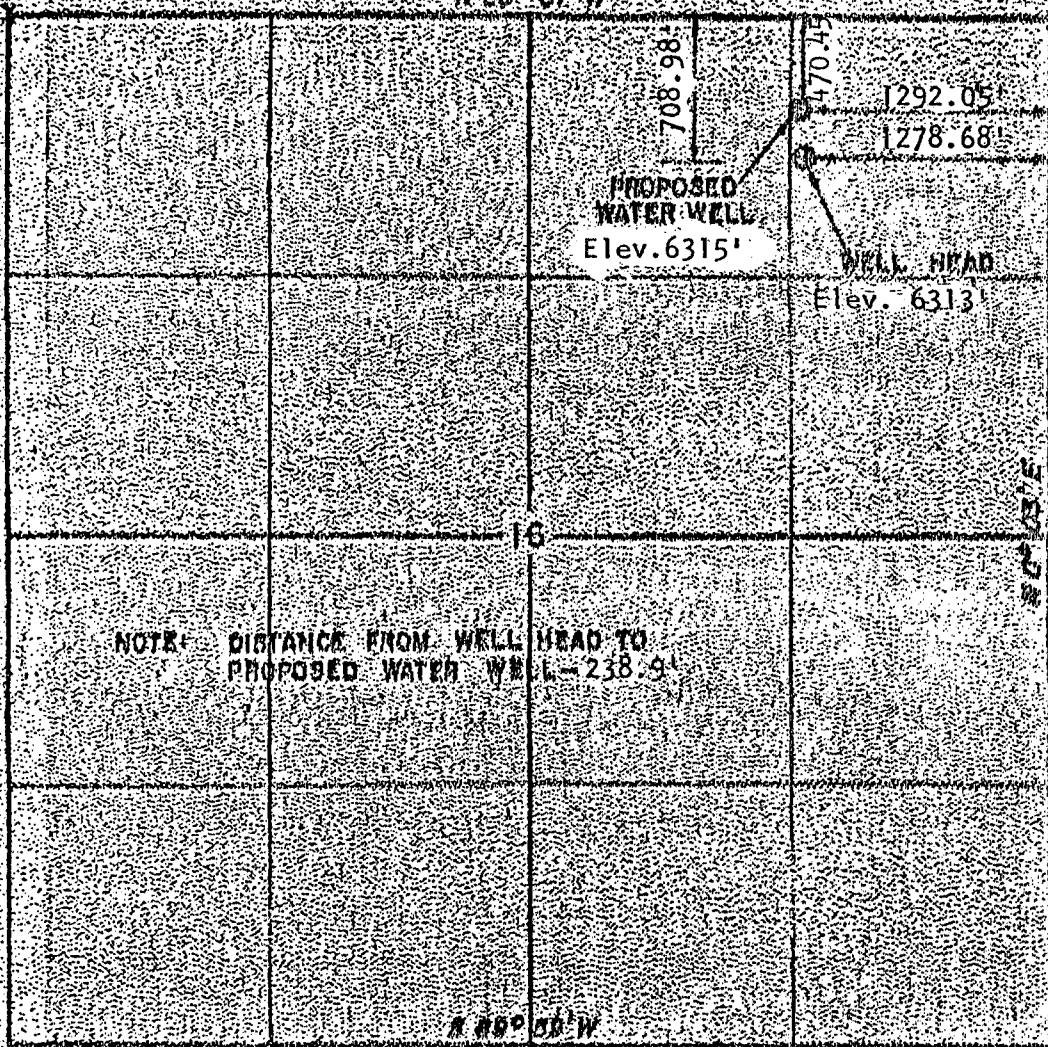 708.98'
470.4'
1292.05'
1278.68'
PROPOSED
WATER WELL
Elev.6315'
WELL HEAD
Elev. 6313'
16
NOTE: DISTANCE FROM WELL HEAD TO
PROPOSED WATER WELL-238.9'